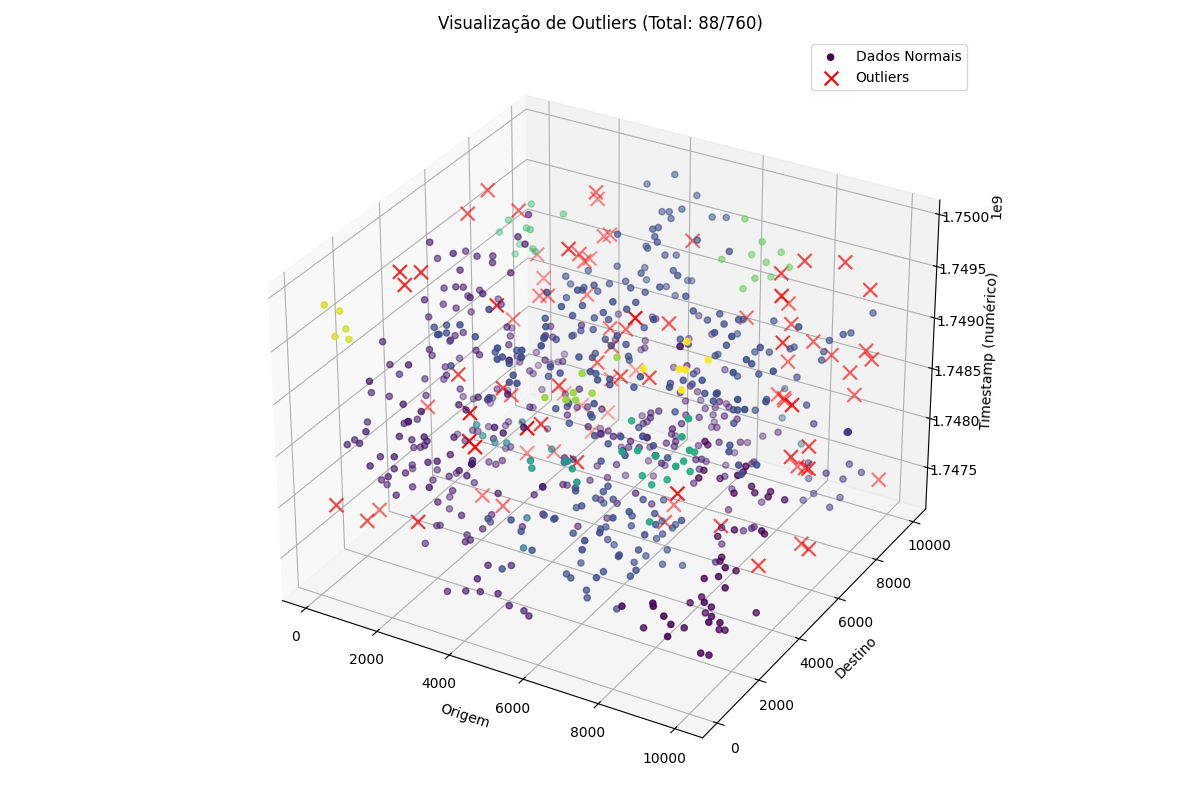 Visualização de Outliers (Total: 88/760)
Dados Normais
Outliers
1e9
1.7500
1.7495
1.7490
1.7485
1.7480
1.7475
Timestamp (numérico)
0
2000
4000
6000
8000
10000
Origem
0
2000
4000
6000
8000
10000
Destino